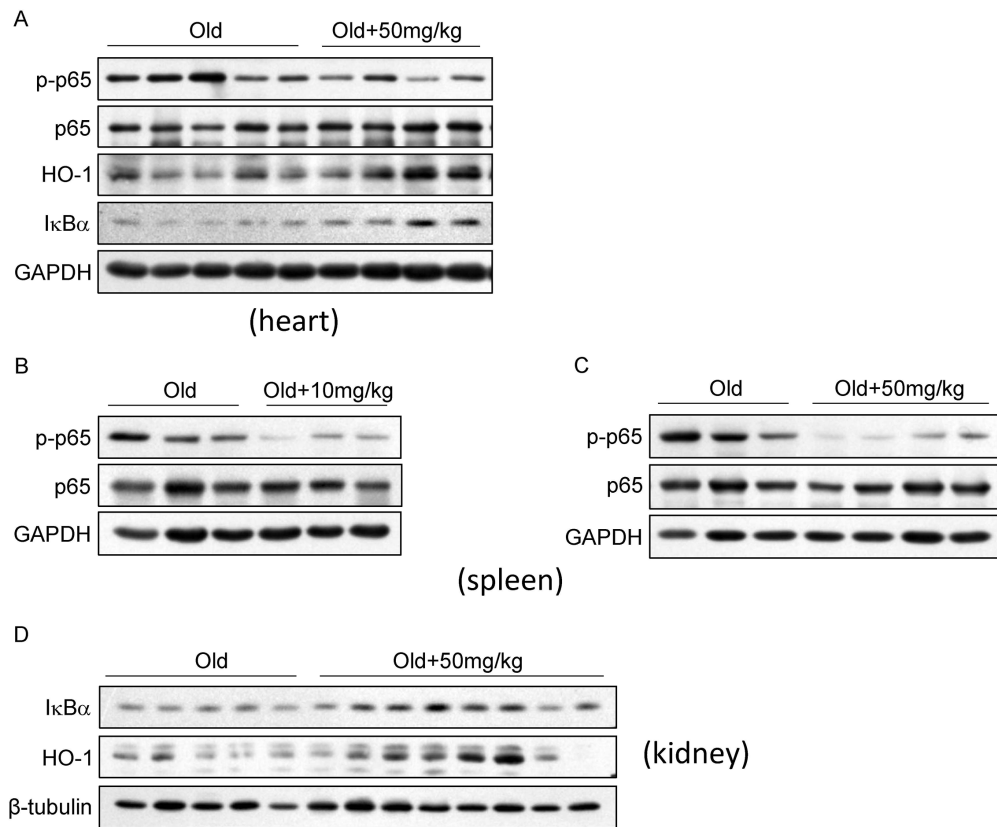 A
Old Old+50mg/kg
p-p65
p65
HO-1
IκBα
GAPDH
(heart)
B
Old Old+10mg/kg
p-p65
p65
GAPDH
C
Old Old+50mg/kg
p-p65
p65
GAPDH
(spleen)
D
Old Old+50mg/kg
IκBα
HO-1
β-tubulin
(kidney)